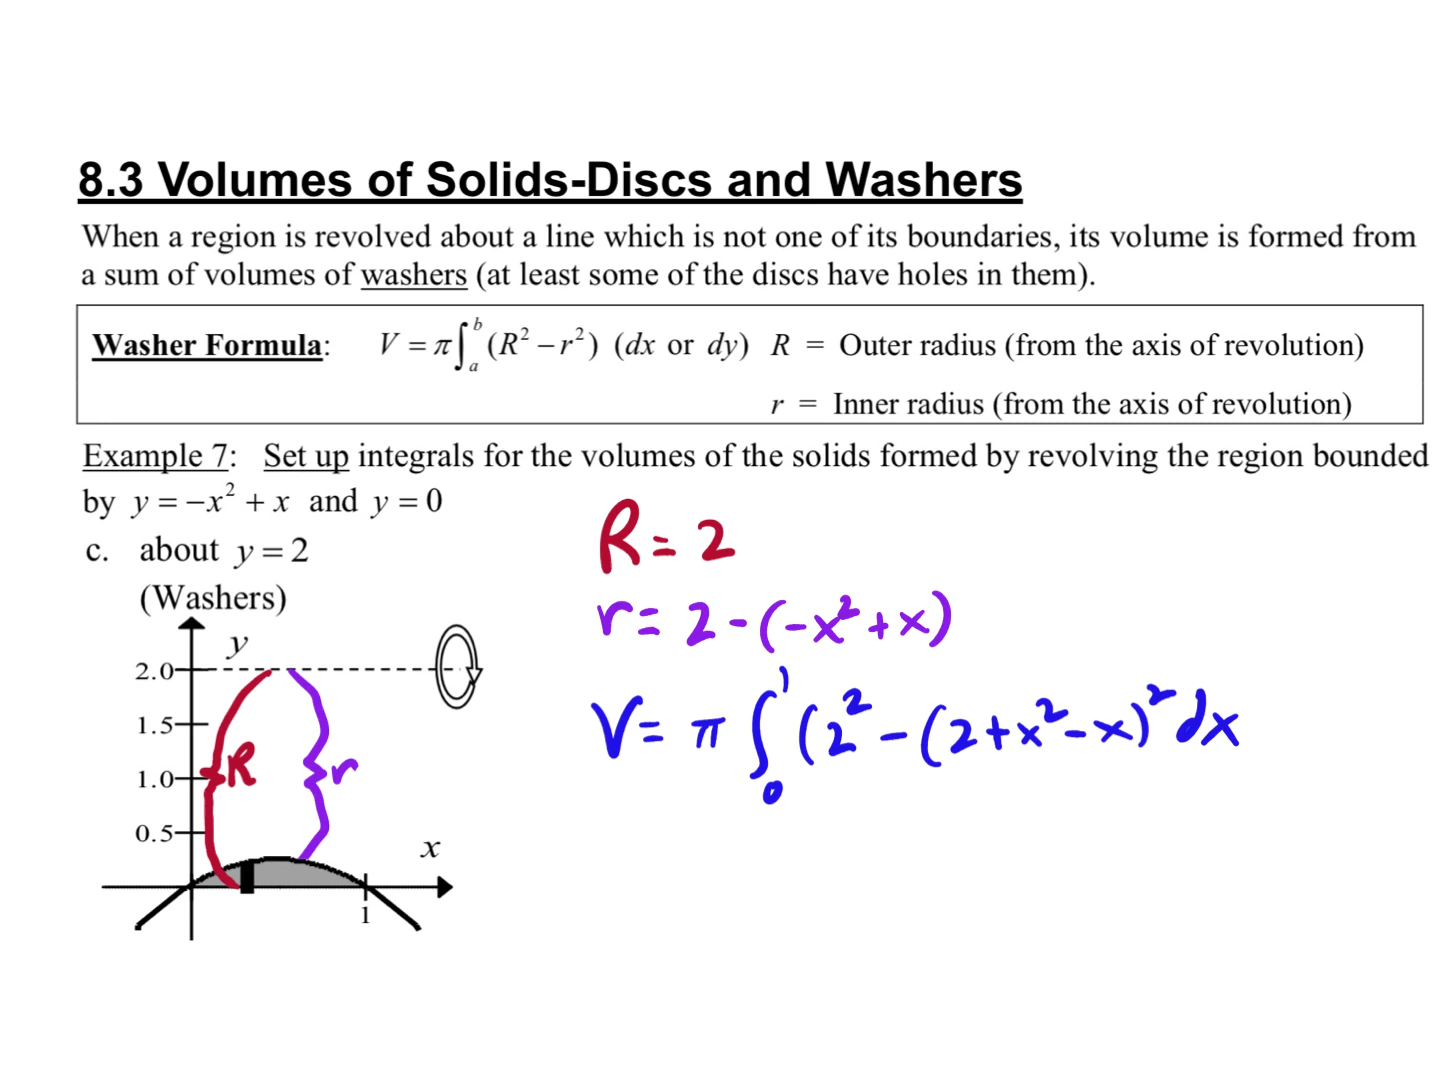 8.3 Volumes of Solids-Discs and Washers
When a region is revolved about a line which is not one of its boundaries, its volume is formed from
a sum of volumes of washers (at least some of the discs have holes in them).
Washer Formula: V = π∫ₐᵇ (R² − r²) (dx or dy) R = Outer radius (from the axis of revolution)
r = Inner radius (from the axis of revolution)
Example 7: Set up integrals for the volumes of the solids formed by revolving the region bounded
by y = −x² + x and y = 0
c. about y = 2
(Washers)
R = 2
r = 2 - (-x² + x)
V = π ∫₀¹ (2² - (2 + x² - x)² dx
y
2.0
1.5
1.0
0.5
R
r
x
1